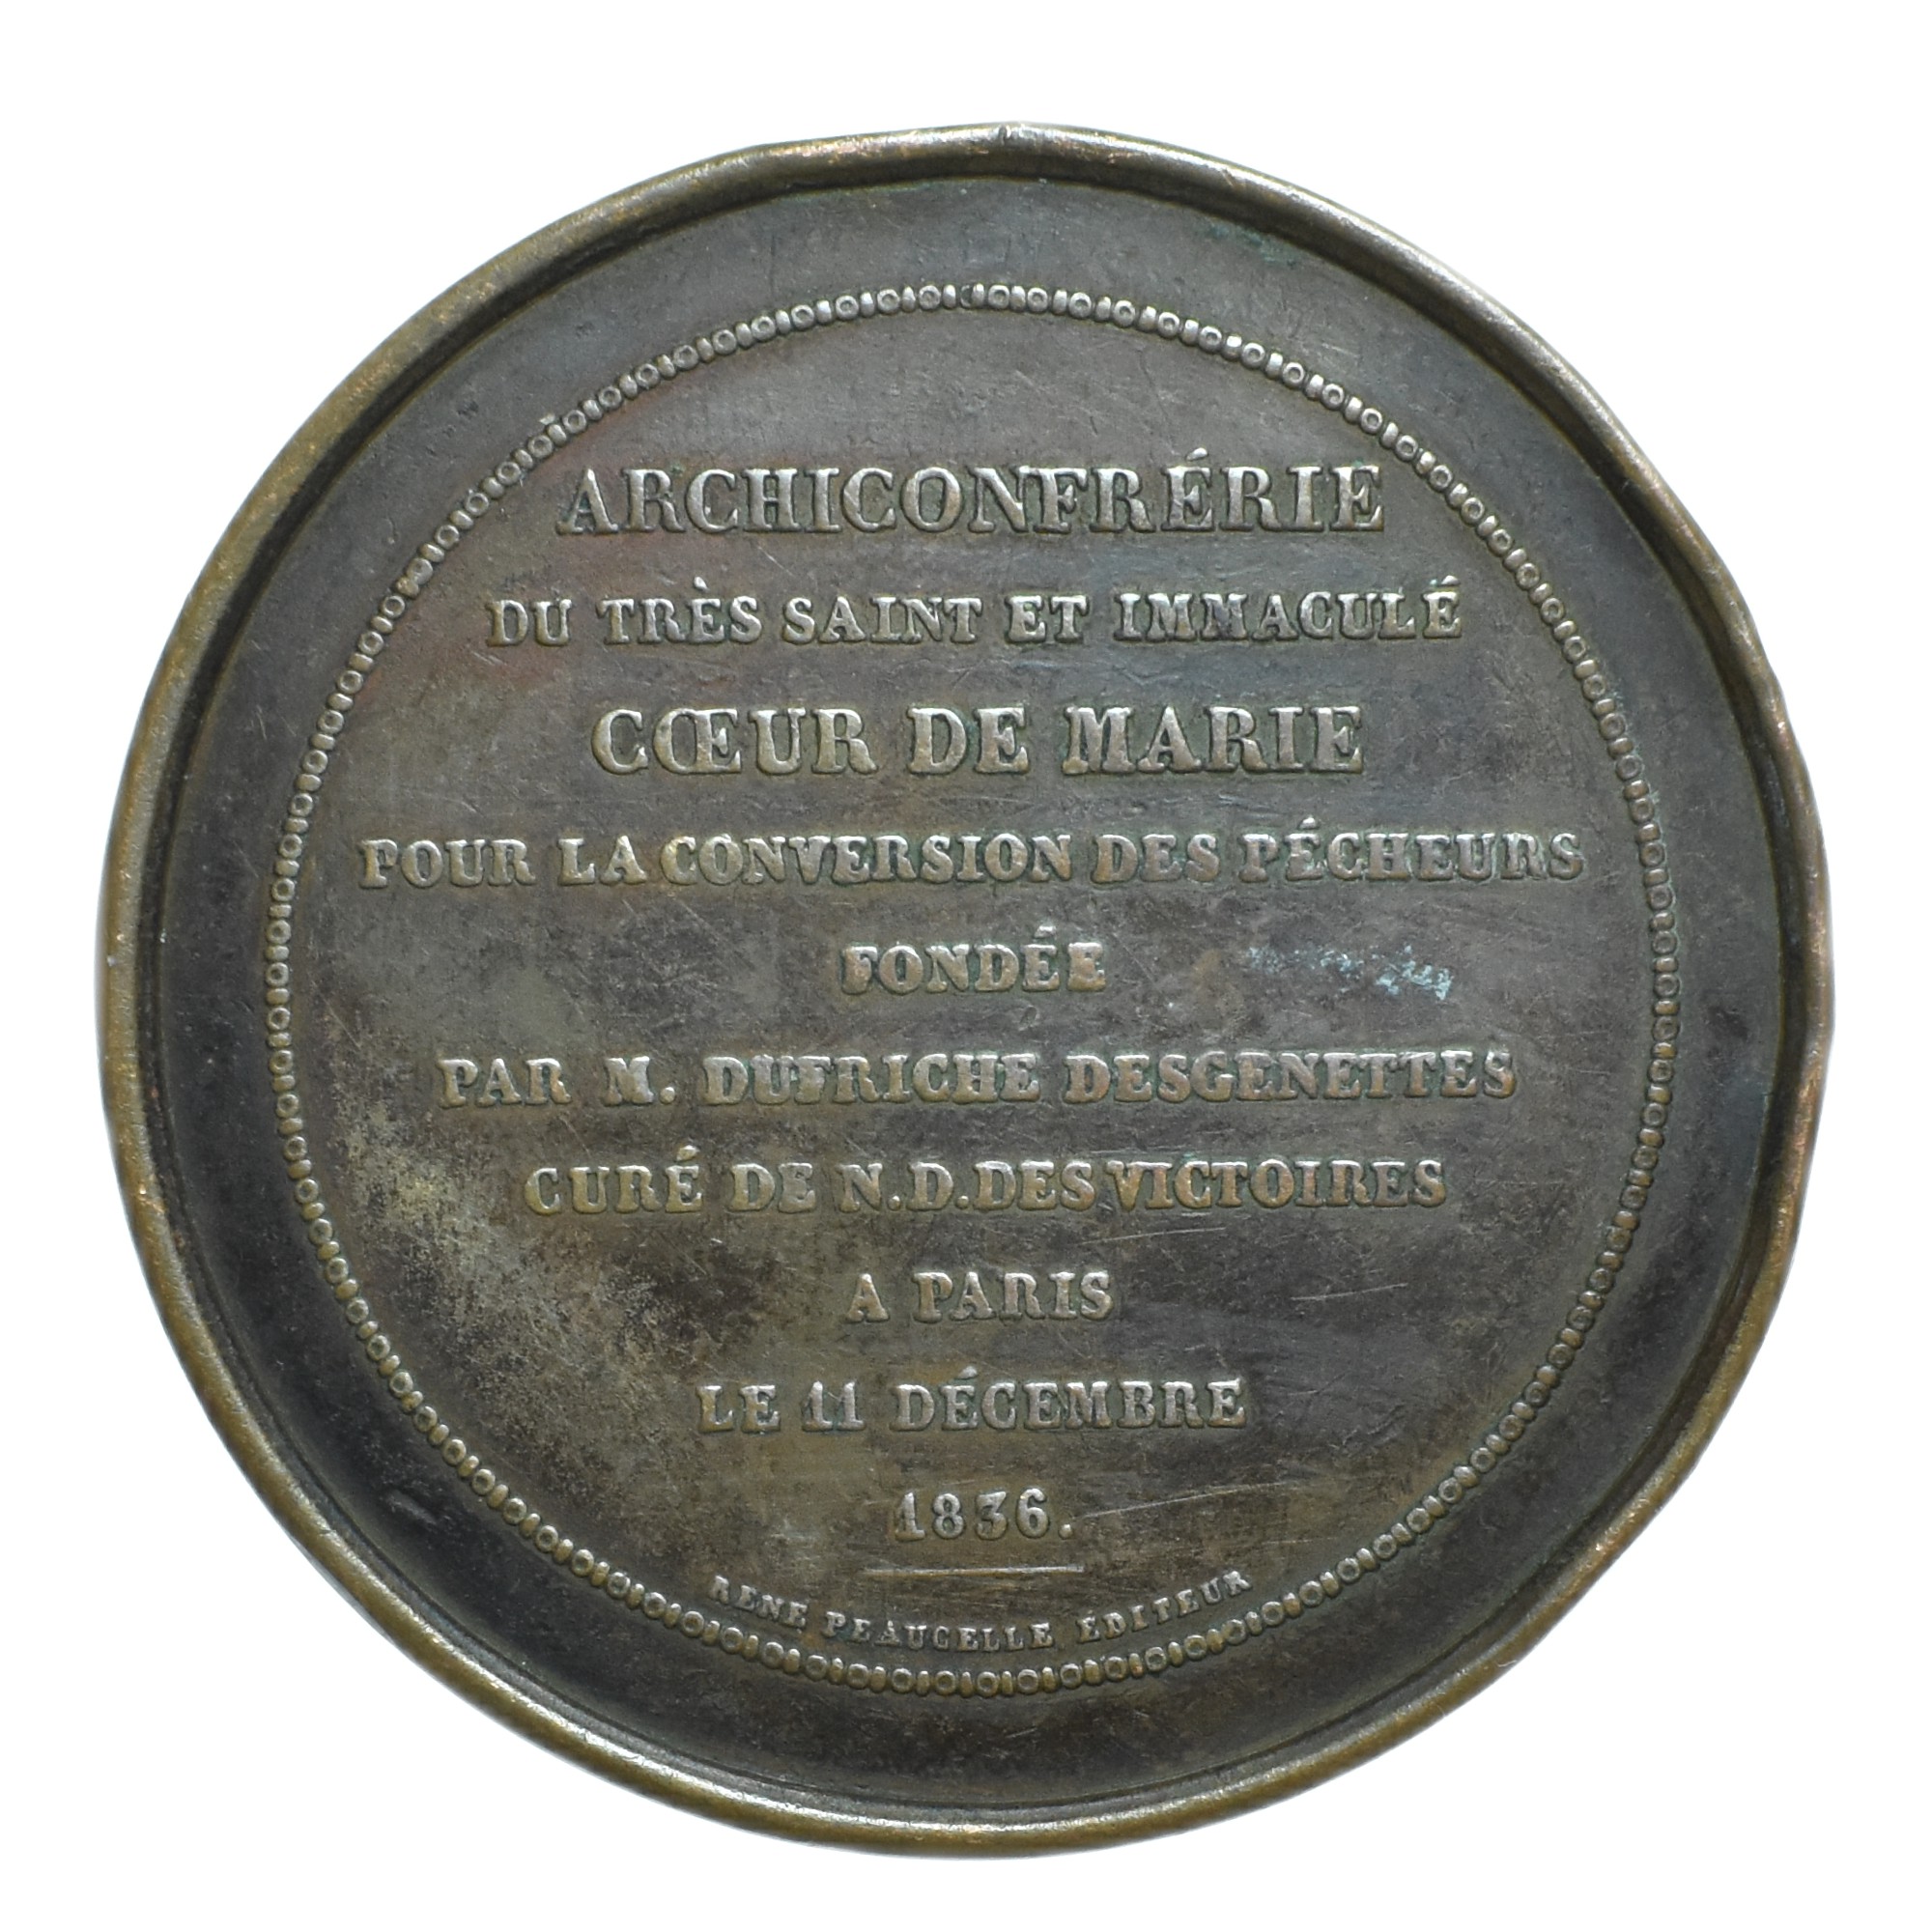 ARCHICONFRÉRIE
DU TRÈS SAINT ET IMMACULÉ
CŒUR DE MARIE
POUR LA CONVERSION DES PÉCHEURS
FONDÉE
PAR M. DUFRICHE DESGENETTES
CURÉ DE N.D. DES VICTOIRES
A PARIS
LE 11 DÉCEMBRE
1836.
RENE PEAUCELLE ÉDITEUR